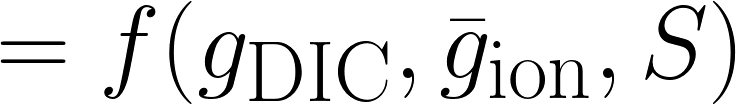 = f(g_DIC, ḡ_ion, S)